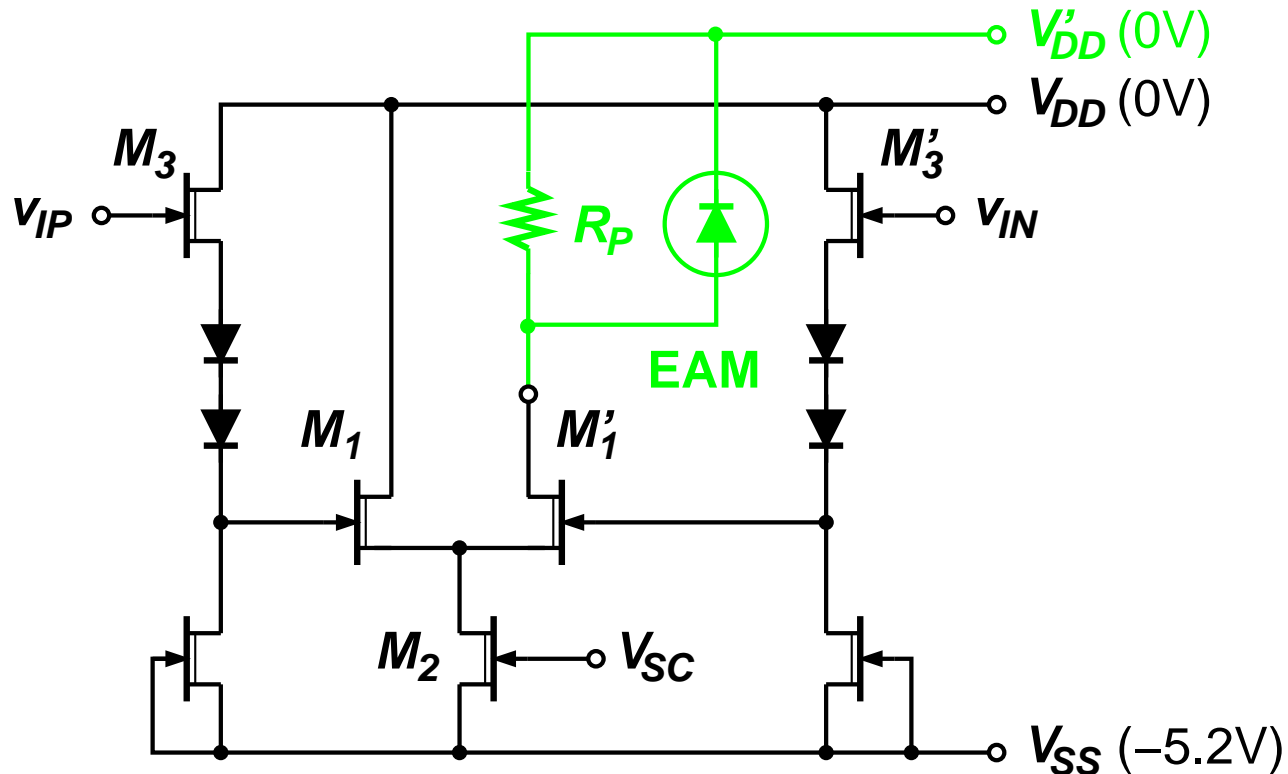 V'DD (0V)
VDD (0V)
M3
M'3
vIP
RP
vIN
EAM
M1
M'1
M2
VSC
VSS (–5.2V)